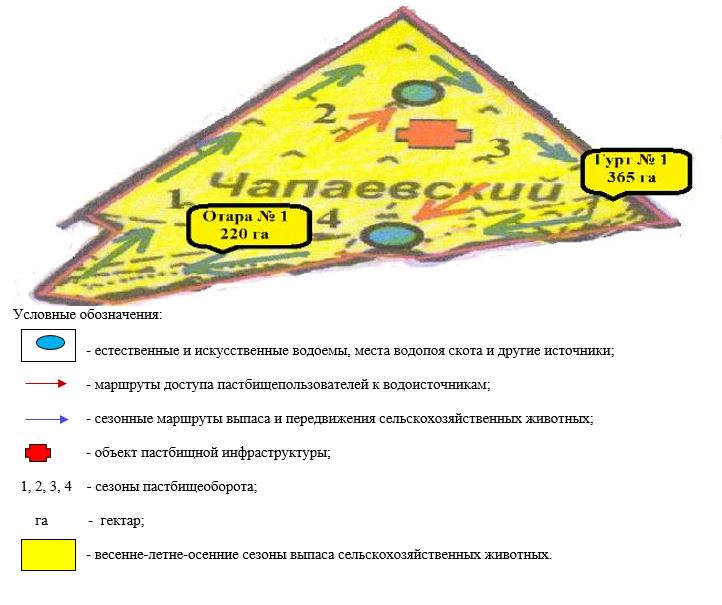 2
3
Гурт № 1
365 га
1
Чапаевский
Отара № 1
220 га
4
Условные обозначения:
- естественные и искусственные водоемы, места водопоя скота и другие источники;
- маршруты доступа пастбищепользователей к водоисточникам;
- сезонные маршруты выпаса и передвижения сельскохозяйственных животных;
- объект пастбищной инфраструктуры;
1, 2, 3, 4 - сезоны пастбищеоборота;
га - гектар;
- весенне-летне-осенние сезоны выпаса сельскохозяйственных животных.